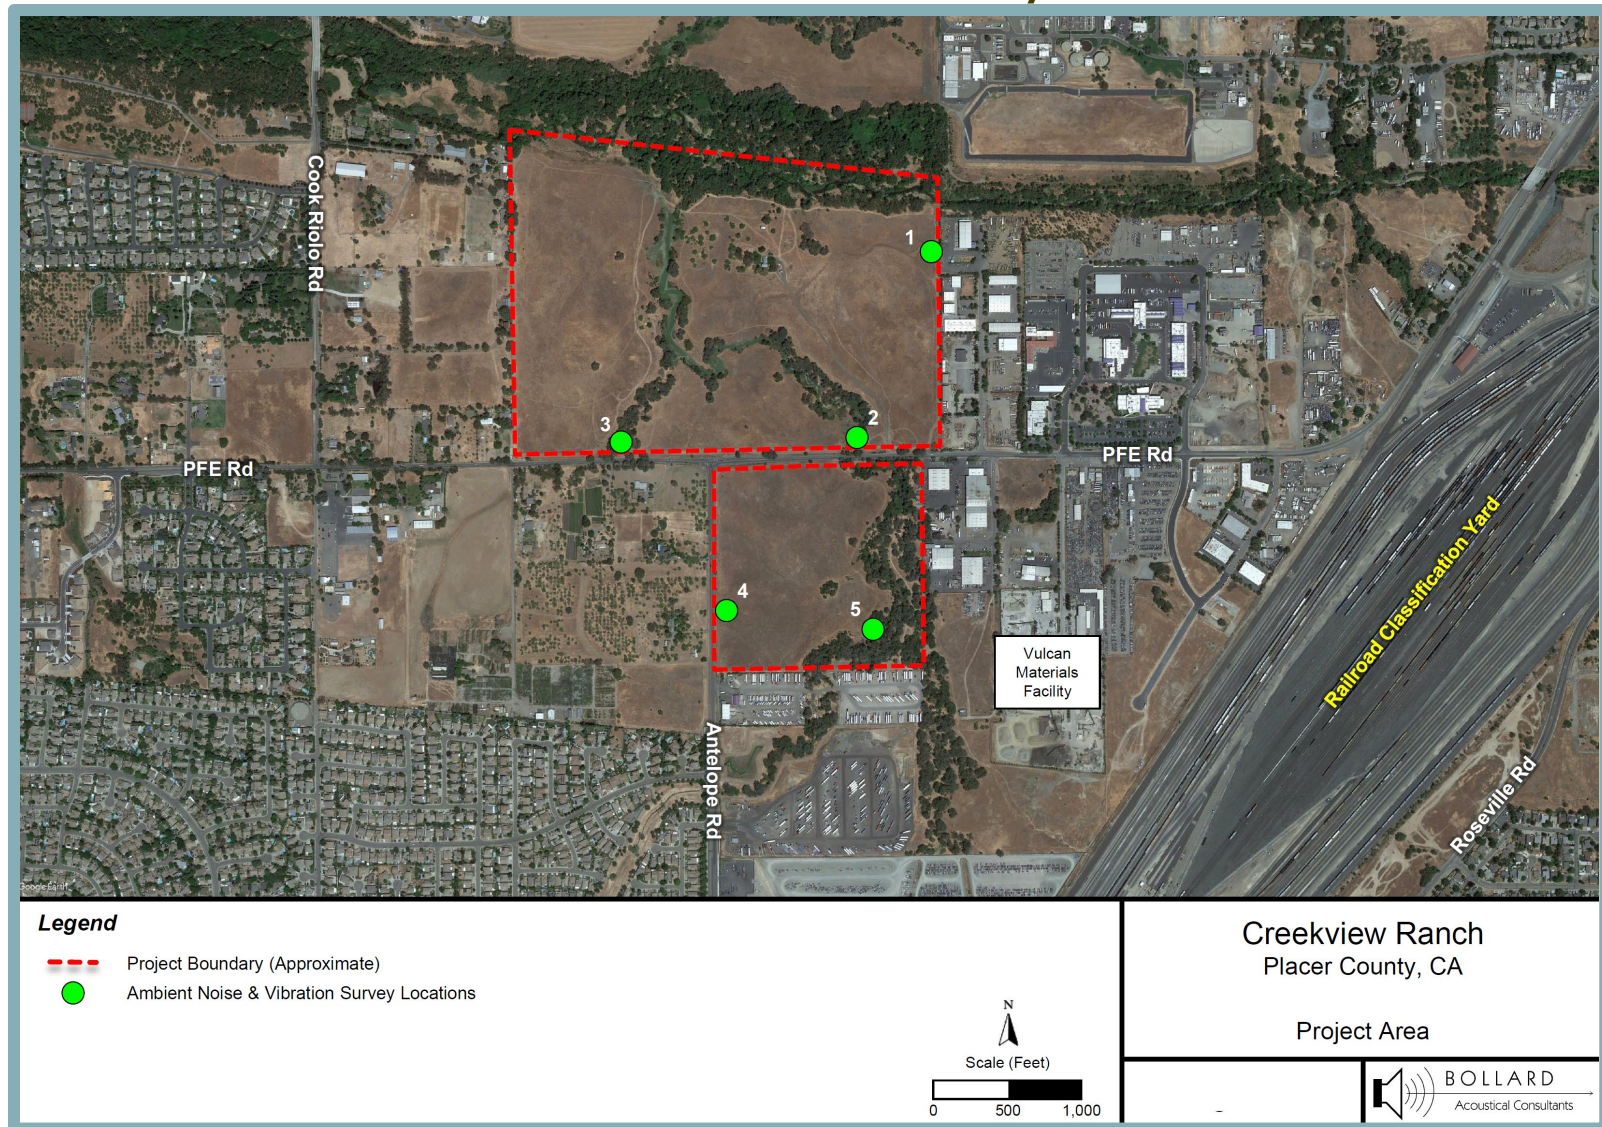 Cook Riolo Rd
1
2
3
PFE Rd
PFE Rd
4
5
Vulcan
Materials
Facility
Railroad Classification Yard
Antelope Rd
Roseville Rd
Google Earth
Legend
Project Boundary (Approximate)
Ambient Noise & Vibration Survey Locations
N
Scale (Feet)
0 500 1,000
Creekview Ranch
Placer County, CA
Project Area
BOLLARD
Acoustical Consultants